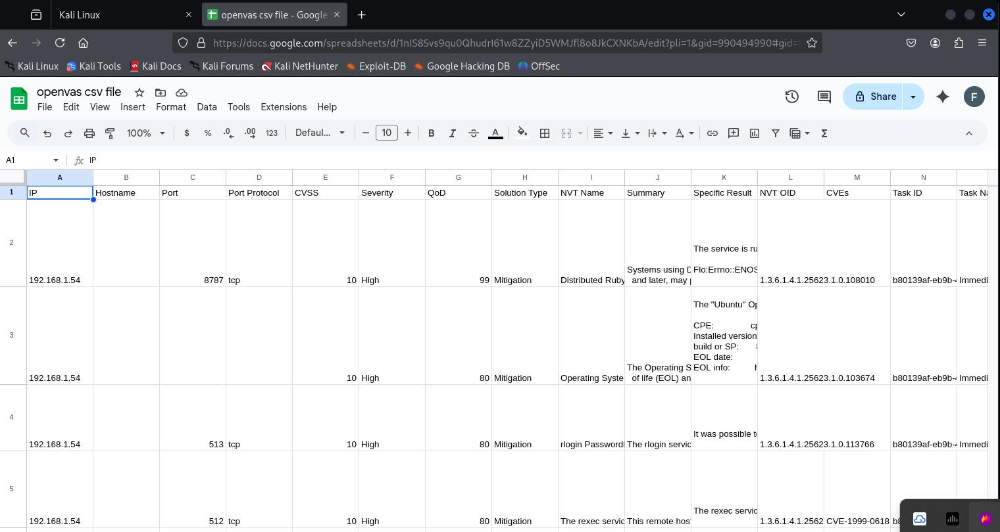 Kali Linux
openvas csv file - Google
https://docs.google.com/spreadsheets/d/1nIS8Svs9qu0QhudrI61w8ZZyiD5WMJfl8o8JkCXNKbA/edit?pli=1&gid=990494990#gid=
Kali Linux Kali Tools Kali Docs Kali Forums Kali NetHunter Exploit-DB Google Hacking DB OffSec
openvas csv file
File Edit View Insert Format Data Tools Extensions Help
Share
F
100% $ % .0 .00 123 Defaul... 10 B I S A Σ
A1 fx IP
A B C D E F G H I J K L M N
1 IP Hostname Port Port Protocol CVSS Severity QoD Solution Type NVT Name Summary Specific Result NVT OID CVEs Task ID Task
The service is
Systems using Flo:Errno::ENOS
2 192.168.1.54 8787 tcp 10 High 99 Mitigation Distributed Ruby and later, may 1.3.6.1.4.1.25623.1.0.108010 b80139af-eb9b- Immedi
The "Ubuntu" Op
CPE:
Installed version
build or SP:
EOL date:
The Operating EOL info:
3 192.168.1.54 10 High 80 Mitigation Operating Syste of life (EOL) an 1.3.6.1.4.1.25623.1.0.103674 b80139af-eb9b- Immedi
It was possible
4 192.168.1.54 513 tcp 10 High 80 Mitigation rlogin Password The rlogin servic 1.3.6.1.4.1.25623.1.0.113766 b80139af-eb9b- Immedi
The rexec servic
5 192.168.1.54 512 tcp 10 High 80 Mitigation The rexec servic This remote hos 1.3.6.1.4.1.2562 CVE-1999-0618